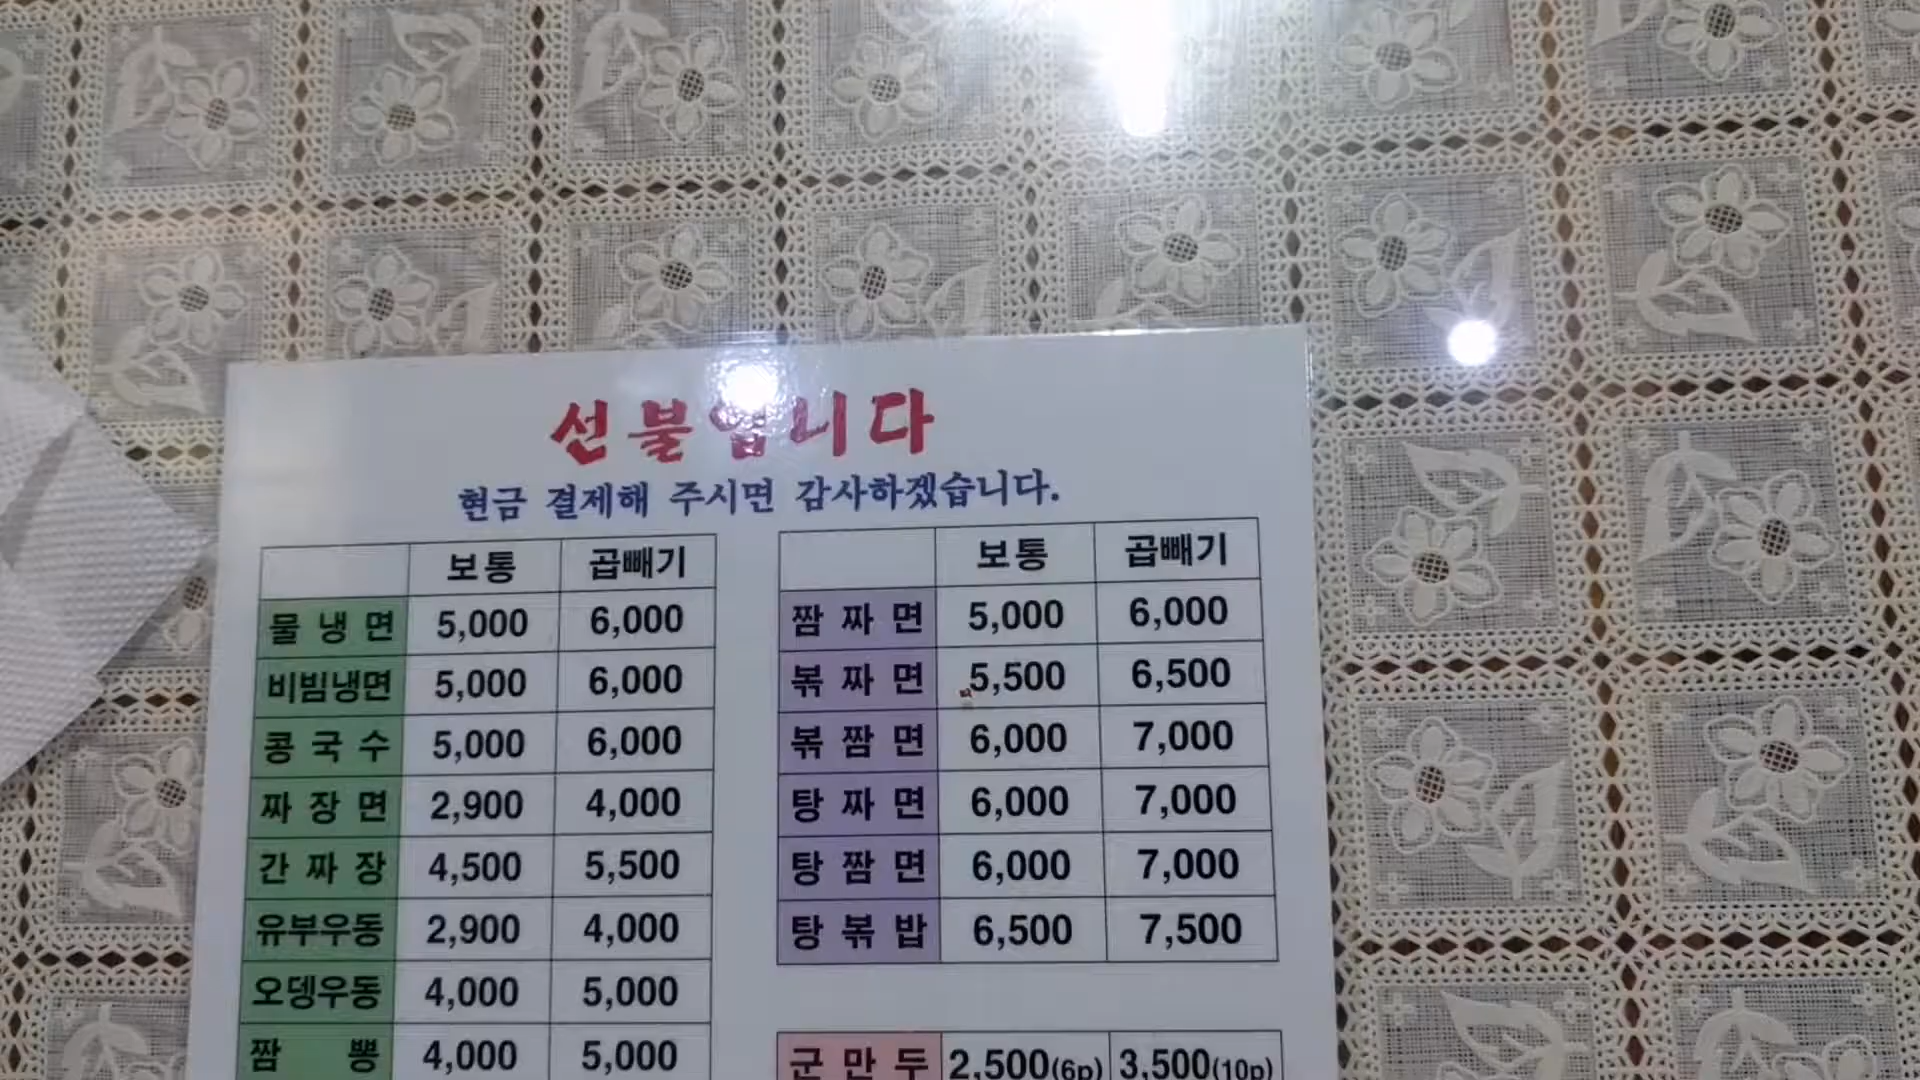 선불입니다
현금 결제해 주시면 감사하겠습니다.
보통 곱빼기
물냉면 5,000 6,000
비빔냉면 5,000 6,000
콩국수 5,000 6,000
짜장면 2,900 4,000
간짜장 4,500 5,500
유부우동 2,900 4,000
오뎅우동 4,000 5,000
짬뽕 4,000 5,000
보통 곱빼기
짬짜면 5,000 6,000
볶짜면 5,500 6,500
볶짬면 6,000 7,000
탕짜면 6,000 7,000
탕짬면 6,000 7,000
탕볶밥 6,500 7,500
군만두 2,500(6p) 3,500(10p)